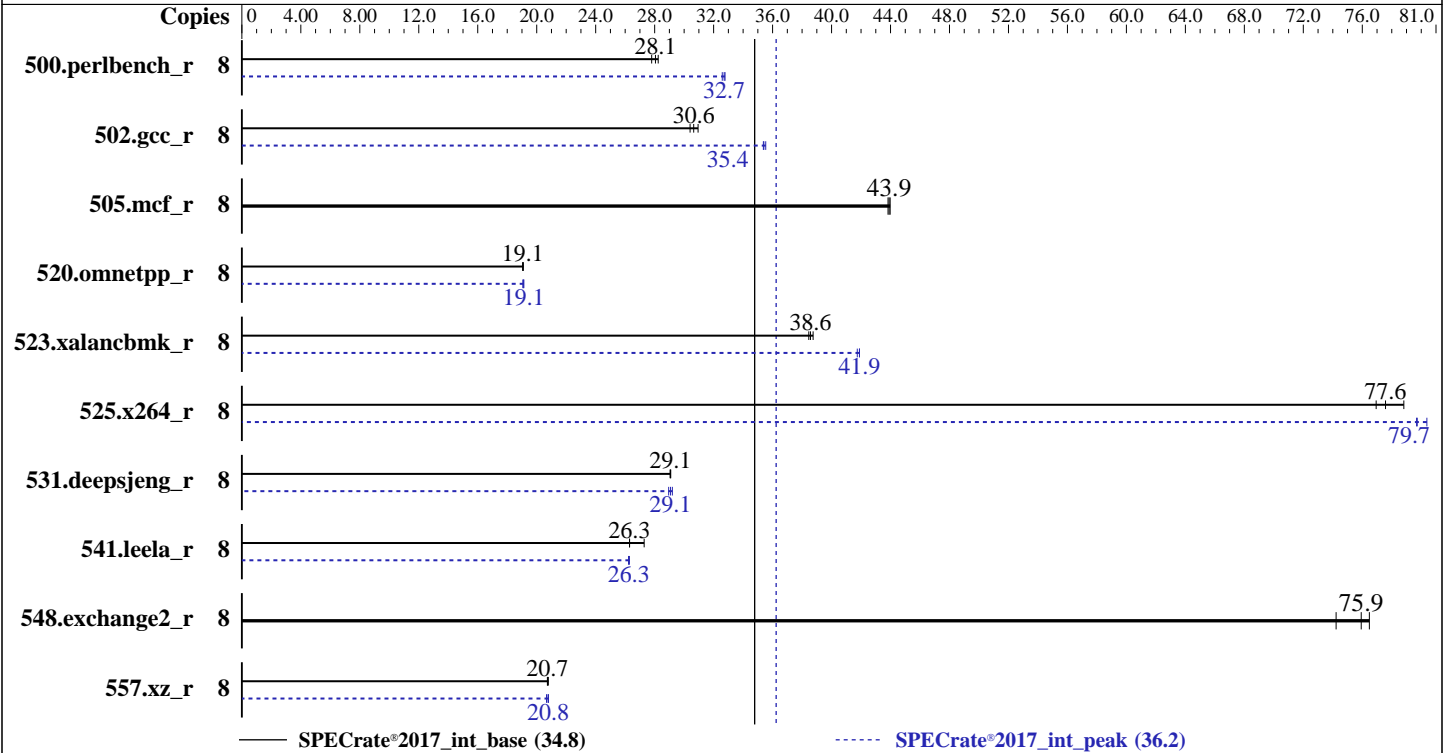 Copies 0 4.00 8.00 12.0 16.0 20.0 24.0 28.0 32.0 36.0 40.0 44.0 48.0 52.0 56.0 60.0 64.0 68.0 72.0 76.0 81.0
28.1
500.perlbench_r 8
32.7
30.6
502.gcc_r 8
35.4
43.9
505.mcf_r 8
19.1
520.omnetpp_r 8
19.1
38.6
523.xalancbmk_r 8
41.9
77.6
525.x264_r 8
79.7
29.1
531.deepsjeng_r 8
29.1
26.3
541.leela_r 8
26.3
75.9
548.exchange2_r 8
20.7
557.xz_r 8
20.8
SPECrate®2017_int_base (34.8) SPECrate®2017_int_peak (36.2)